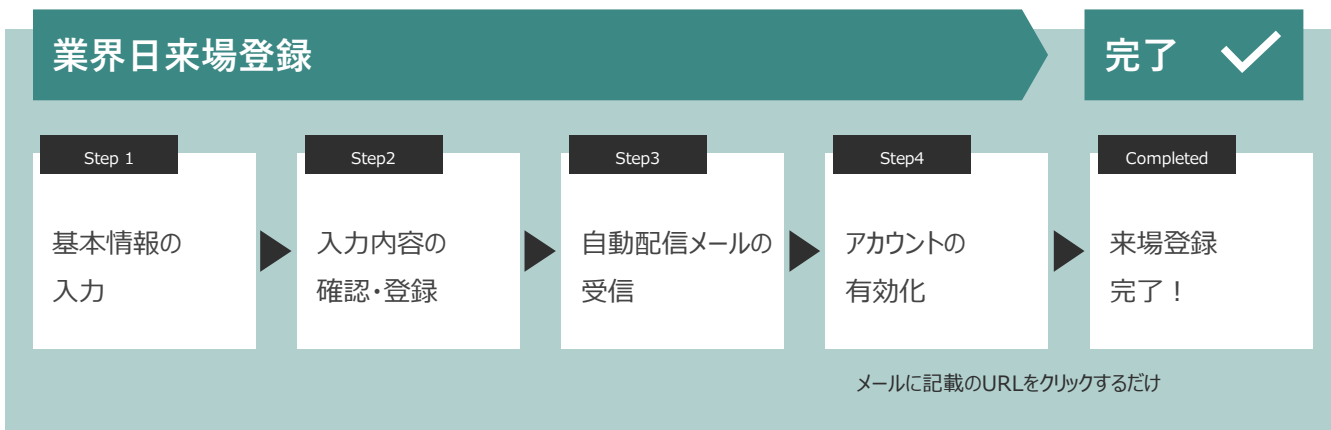 業界日来場登録
完了
Step 1
基本情報の
入力
Step2
入力内容の
確認・登録
Step3
自動配信メールの
受信
Step4
アカウントの
有効化
Completed
来場登録
完了！
メールに記載のURLをクリックするだけ